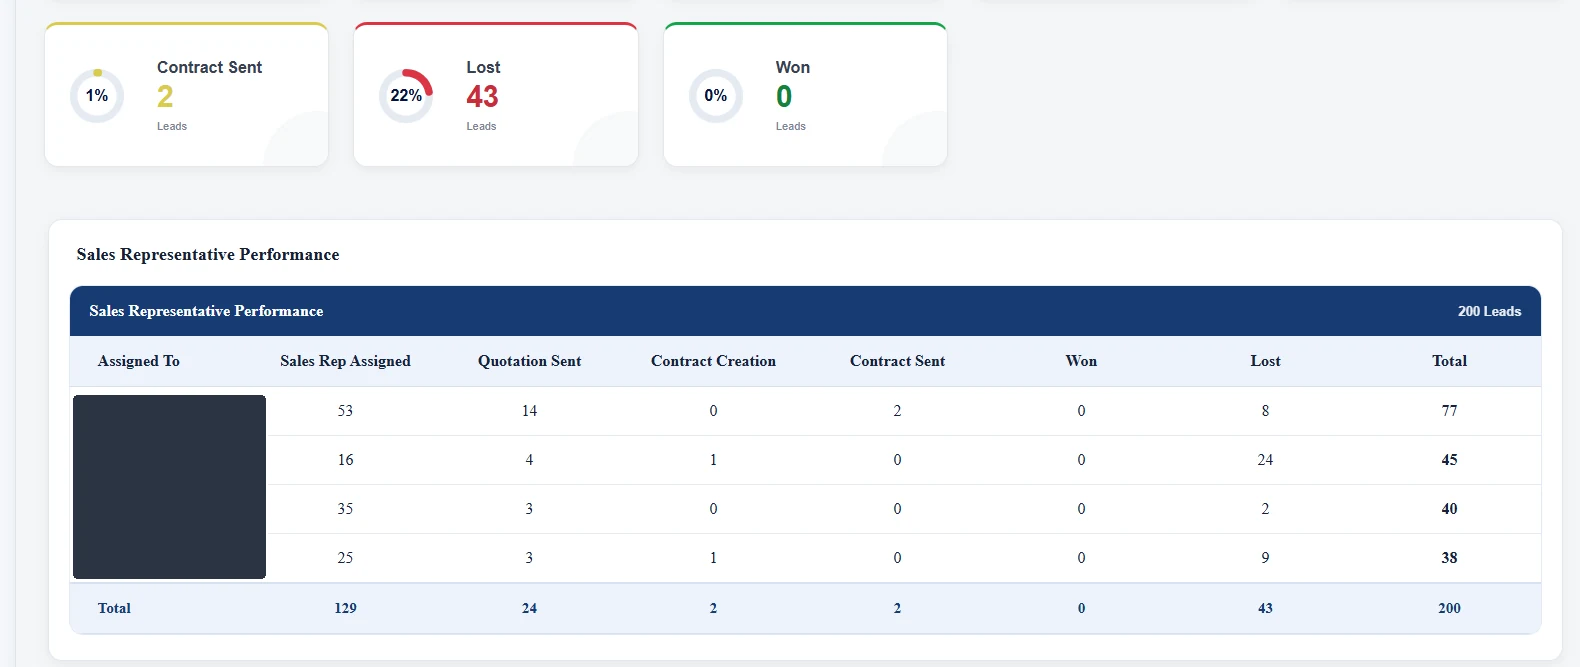 Contract Sent
1%
2
Leads
Lost
22%
43
Leads
Won
0%
0
Leads
Sales Representative Performance
Sales Representative Performance 200 Leads
Assigned To Sales Rep Assigned Quotation Sent Contract Creation Contract Sent Won Lost Total
53 14 0 2 0 8 77
16 4 1 0 0 24 45
35 3 0 0 0 2 40
25 3 1 0 0 9 38
Total 129 24 2 2 0 43 200